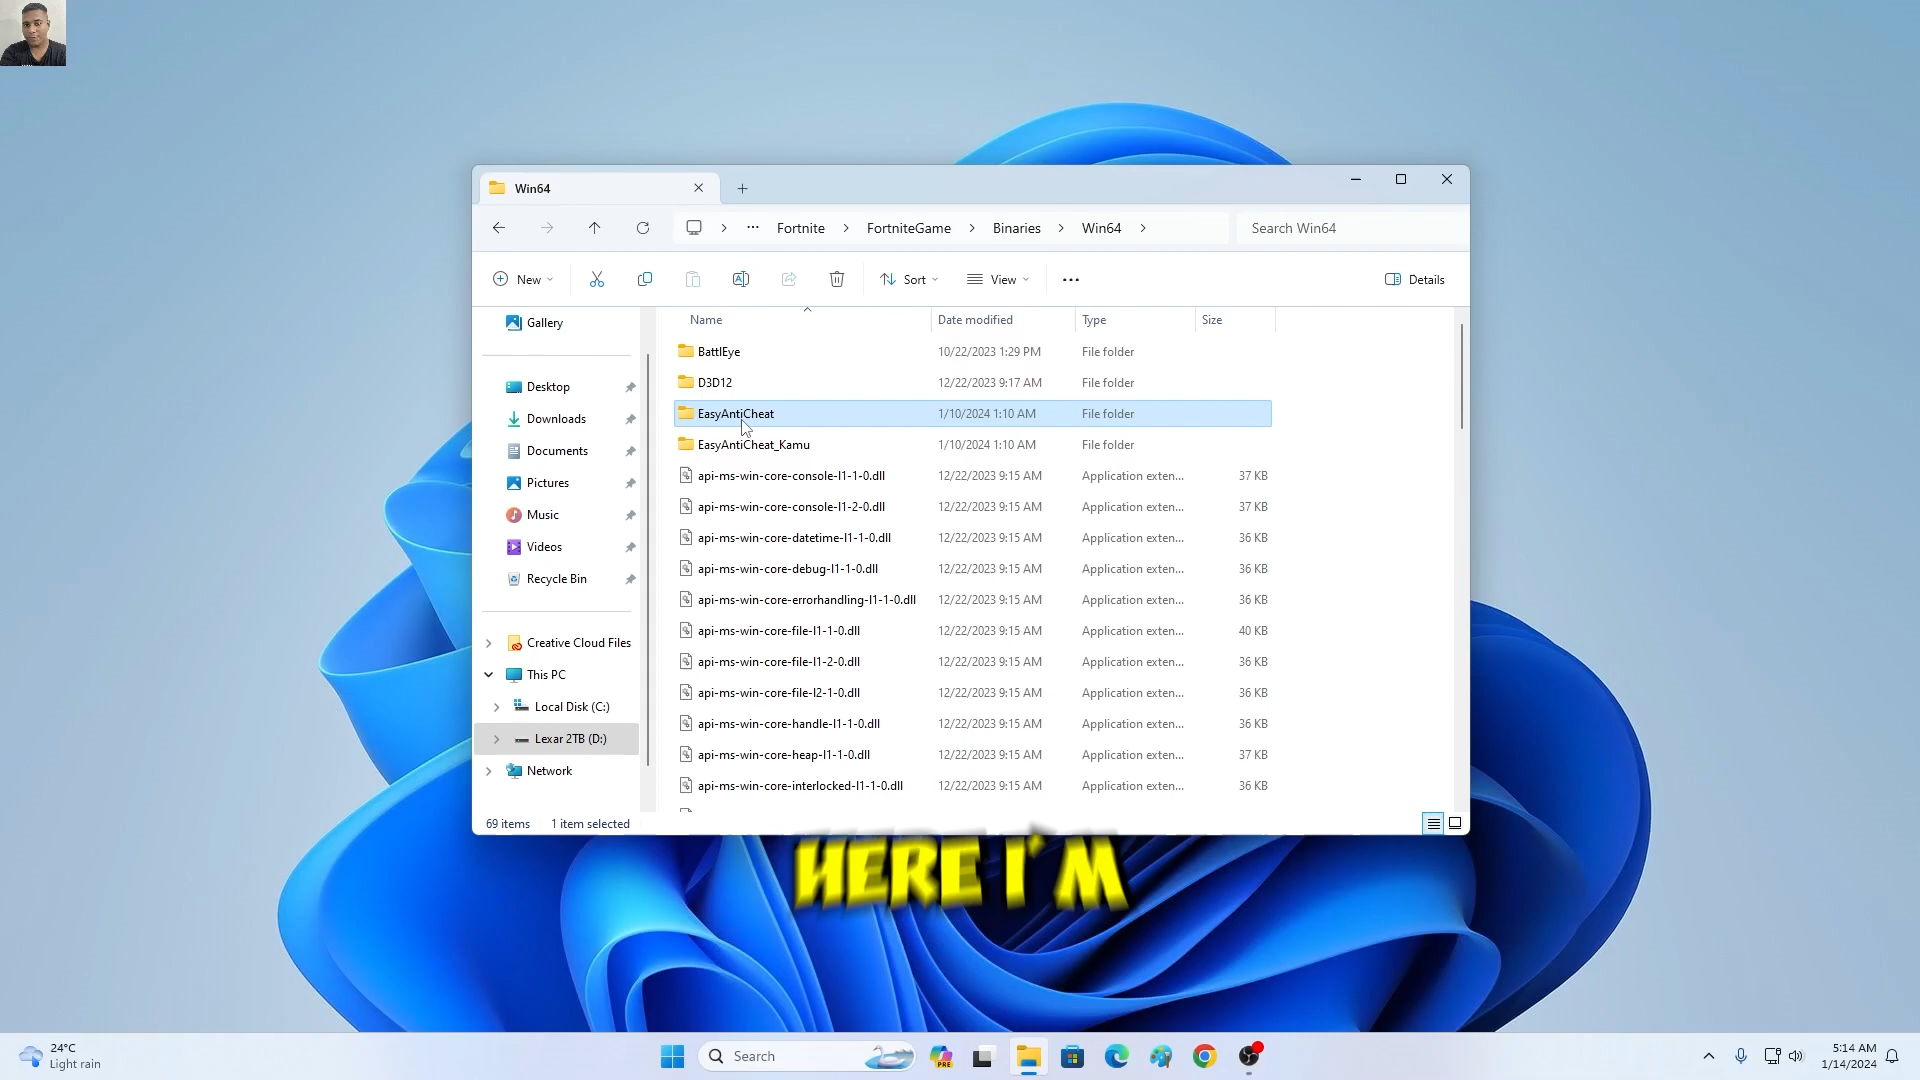 Win64
Fortnite
FortniteGame
Binaries
Win64
Search Win64
New
Sort
View
Details
Gallery
Desktop
Downloads
Documents
Pictures
Music
Videos
Recycle Bin
Creative Cloud Files
This PC
Local Disk (C:)
Lexar 2TB (D:)
Network
Name Date modified Type Size
BattlEye 10/22/2023 1:29 PM File folder
D3D12 12/22/2023 9:17 AM File folder
EasyAntiCheat 1/10/2024 1:10 AM File folder
EasyAntiCheat_Kamu 1/10/2024 1:10 AM File folder
api-ms-win-core-console-l1-1-0.dll 12/22/2023 9:15 AM Application exten... 37 KB
api-ms-win-core-console-l1-2-0.dll 12/22/2023 9:15 AM Application exten... 37 KB
api-ms-win-core-datetime-l1-1-0.dll 12/22/2023 9:15 AM Application exten... 36 KB
api-ms-win-core-debug-l1-1-0.dll 12/22/2023 9:15 AM Application exten... 36 KB
api-ms-win-core-errorhandling-l1-1-0.dll 12/22/2023 9:15 AM Application exten... 36 KB
api-ms-win-core-file-l1-1-0.dll 12/22/2023 9:15 AM Application exten... 40 KB
api-ms-win-core-file-l1-2-0.dll 12/22/2023 9:15 AM Application exten... 36 KB
api-ms-win-core-file-l2-1-0.dll 12/22/2023 9:15 AM Application exten... 36 KB
api-ms-win-core-handle-l1-1-0.dll 12/22/2023 9:15 AM Application exten... 36 KB
api-ms-win-core-heap-l1-1-0.dll 12/22/2023 9:15 AM Application exten... 37 KB
api-ms-win-core-interlocked-l1-1-0.dll 12/22/2023 9:15 AM Application exten... 36 KB
69 items 1 item selected
HERE I'M
24°C
Light rain
Search
PRE
5:14 AM
1/14/2024